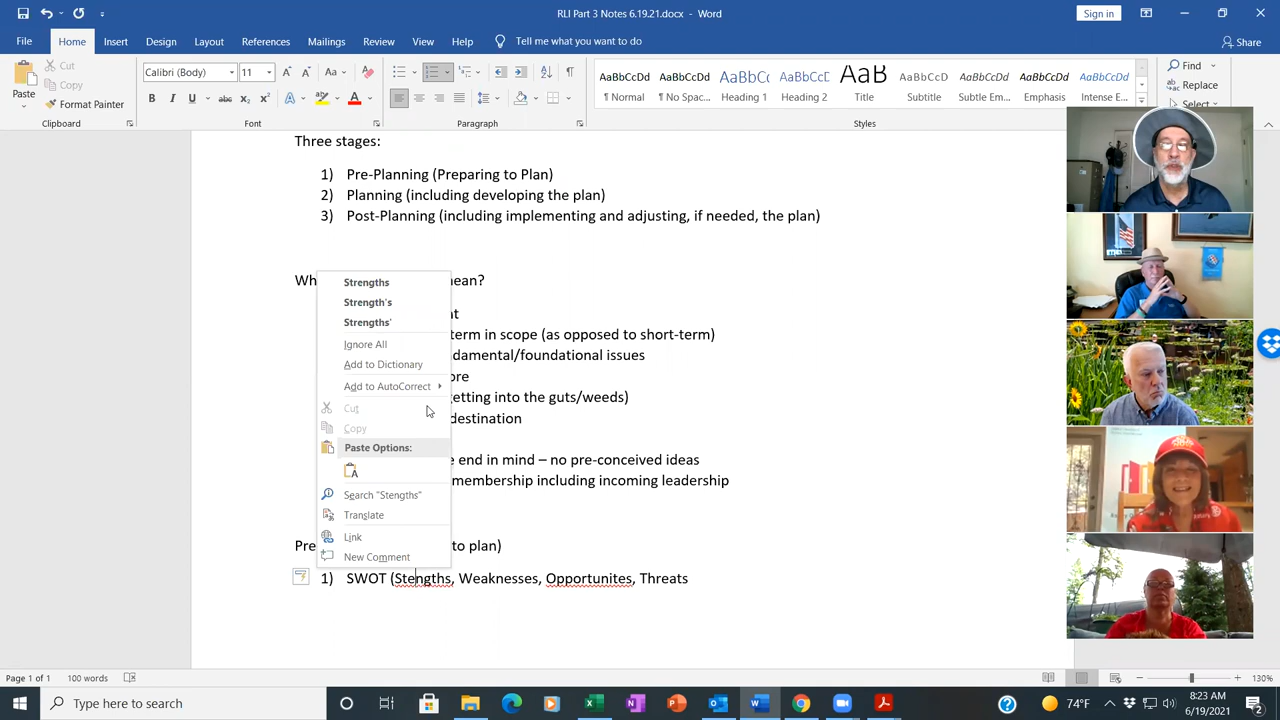 RLI Part 3 Notes 6.19.21.docx - Word
Sign in
File Home Insert Design Layout References Mailings Review View Help Tell me what you want to do Share
Cut
Copy
Format Painter
Paste
Clipboard
Calibri (Body) 11
Font
Paragraph
AaBbCcDd AaBbCcDd AaBbCc AaBbCcD AaB AaBbCcD AaBbCcDd AaBbCcDd AaBbCcDd
¶ Normal ¶ No Spac... Heading 1 Heading 2 Title Subtitle Subtle Em... Emphasis Intense E...
Styles
Find
Replace
Select
Three stages:
1) Pre-Planning (Preparing to Plan)
2) Planning (including developing the plan)
3) Post-Planning (including implementing and adjusting, if needed, the plan)
Wh
ean?
term in scope (as opposed to short-term)
damental/foundational issues
ore
etting into the guts/weeds)
destination
e end in mind – no pre-conceived ideas
membership including incoming leadership
Pre
to plan)
1) SWOT (Stengths, Weaknesses, Opportunites, Threats
Strengths
Strength's
Strengths'
Ignore All
Add to Dictionary
Add to AutoCorrect
Cut
Copy
Paste Options:
Search "Stengths"
Translate
Link
New Comment
Page 1 of 1 100 words
130%
Type here to search
74°F
8:23 AM
6/19/2021